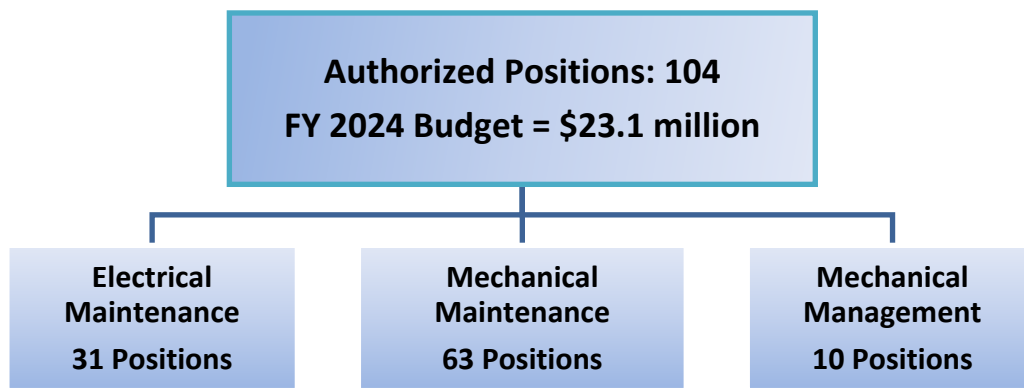 Authorized Positions: 104
FY 2024 Budget = $23.1 million
Electrical
Maintenance
31 Positions
Mechanical
Maintenance
63 Positions
Mechanical
Management
10 Positions